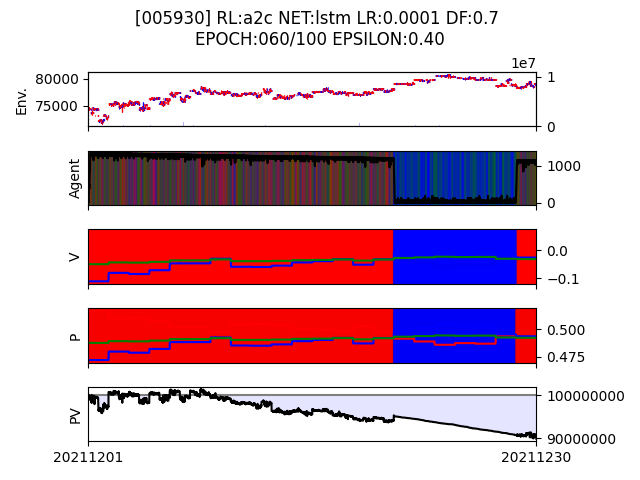 [005930] RL:a2c NET:lstm LR:0.0001 DF:0.7
EPOCH:060/100 EPSILON:0.40
1e7
Env.
80000
75000
1
0
Agent
1000
0
V
0.0
−0.1
P
0.500
0.475
PV
100000000
90000000
20211201
20211230